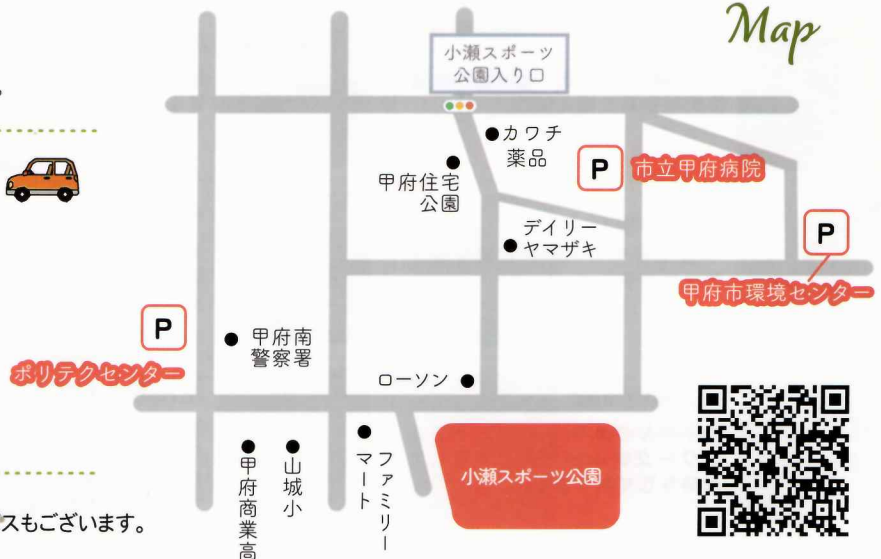 Map
小瀬スポーツ
公園入り口
カワチ
薬品
P
市立甲府病院
甲府住宅
公園
デイリー
ヤマザキ
P
甲府市環境センター
P
甲府南
警察署
ポリテクセンター
ローソン
甲府商業高
山城小
ファミリー
マート
小瀬スポーツ公園
スもございます。